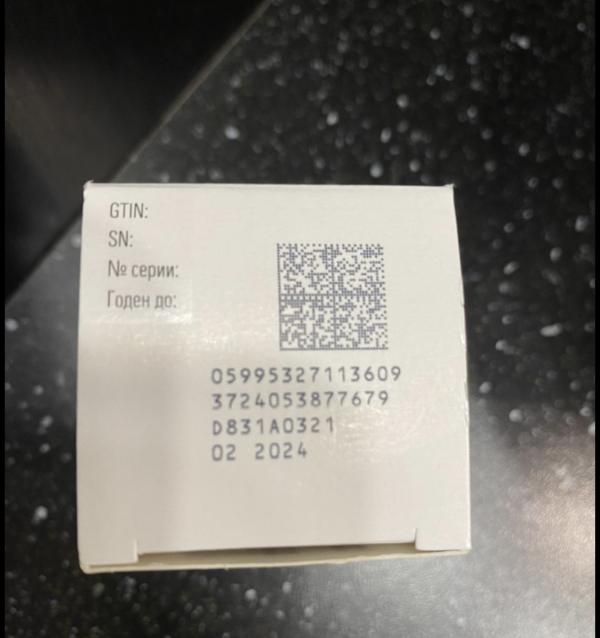 GTIN:
SN:
№ серии:
Годен до:
05995327113609
3724053877679
D831A0321
02 2024